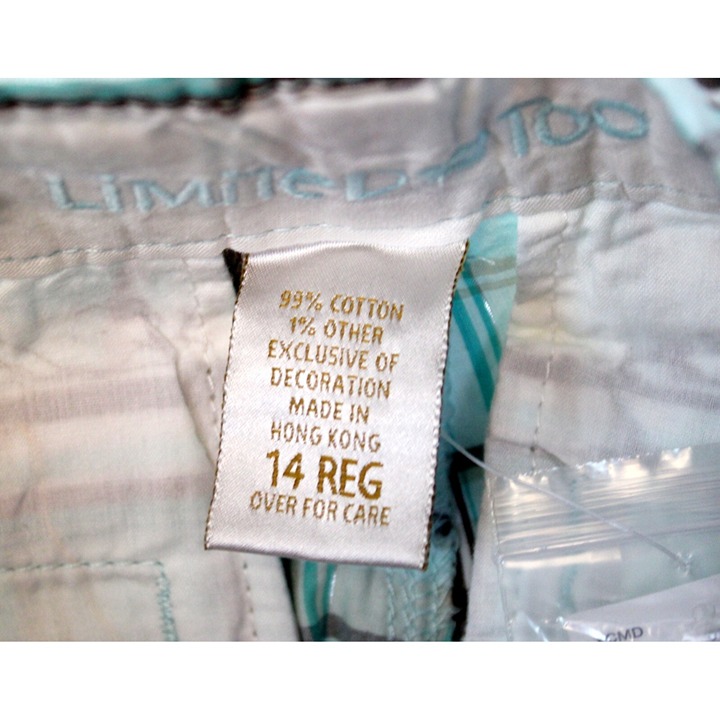 LIMITED TOO
99% COTTON
1% OTHER
EXCLUSIVE OF
DECORATION
MADE IN
HONG KONG
14 REG
OVER FOR CARE